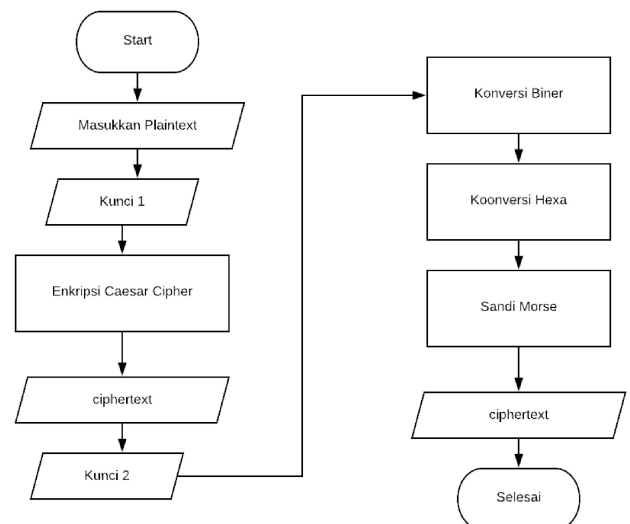 Start
Masukkan Plaintext
Kunci 1
Enkripsi Caesar Cipher
ciphertext
Kunci 2
Konversi Biner
Koonversi Hexa
Sandi Morse
ciphertext
Selesai